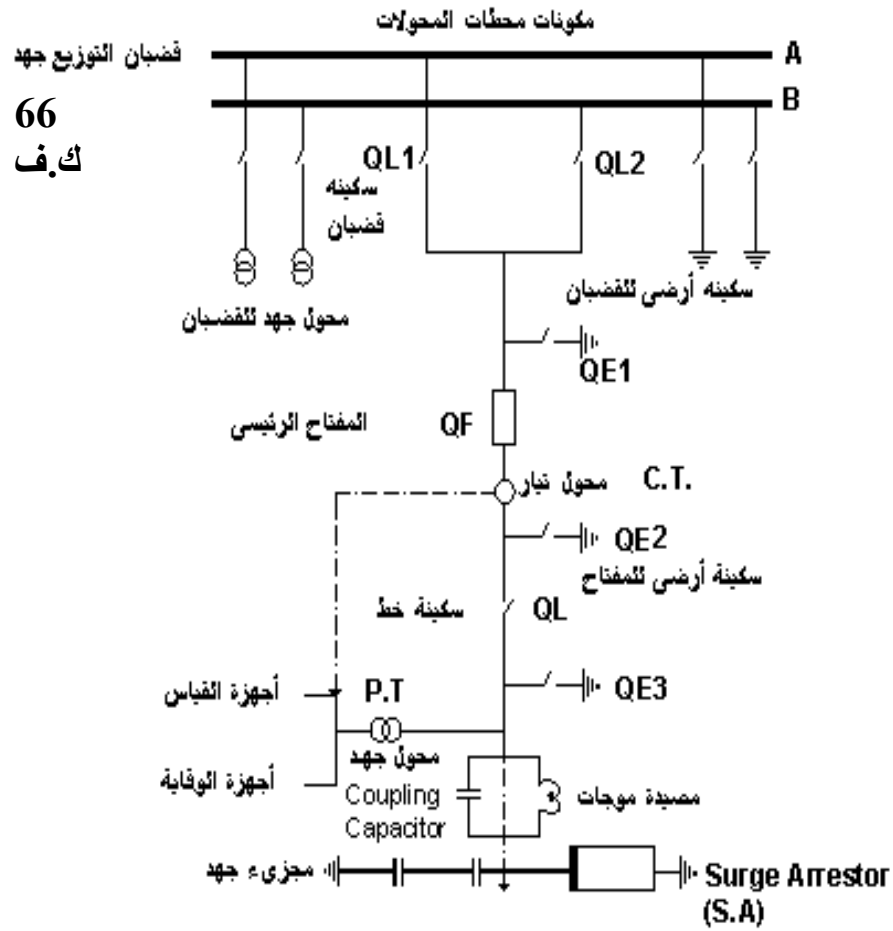 مكونات محطات المحولات
قضبان التوزيع جهد
66
ك.ف
A
B
QL1
QL2
سكينه
قضبان
محول جهد للقضبان
سكينه أرضى للقضبان
QE1
المفتاح الرئيسى
QF
محول تيار
C.T.
QE2
سكينة أرضى للمفتاح
سكينة خط
QL
أجهزة القياس
P.T
QE3
محول جهد
أجهزة الوقاية
Coupling
Capacitor
مصيدة موجات
مجزىء جهد
Surge Arrestor
(S.A)